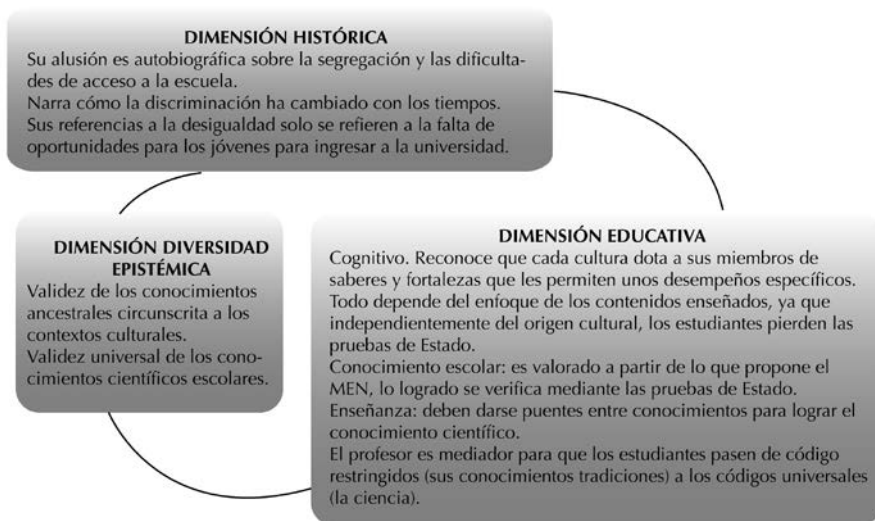 DIMENSIÓN HISTÓRICA
Su alusión es autobiográfica sobre la segregación y las dificulta-
des de acceso a la escuela.
Narra cómo la discriminación ha cambiado con los tiempos.
Sus referencias a la desigualdad solo se refieren a la falta de
oportunidades para los jóvenes para ingresar a la universidad.
DIMENSIÓN DIVERSIDAD
EPISTÉMICA
Validez de los conocimientos
ancestrales circunscrita a los
contextos culturales.
Validez universal de los cono-
cimientos científicos escolares.
DIMENSIÓN EDUCATIVA
Cognitivo. Reconoce que cada cultura dota a sus miembros de
saberes y fortalezas que les permiten unos desempeños específicos.
Todo depende del enfoque de los contenidos enseñados, ya que
independientemente del origen cultural, los estudiantes pierden las
pruebas de Estado.
Conocimiento escolar: es valorado a partir de lo que propone el
MEN, lo logrado se verifica mediante las pruebas de Estado.
Enseñanza: deben darse puentes entre conocimientos para lograr el
conocimiento científico.
El profesor es mediador para que los estudiantes pasen de código
restringidos (sus conocimientos tradiciones) a los códigos universales
(la ciencia).